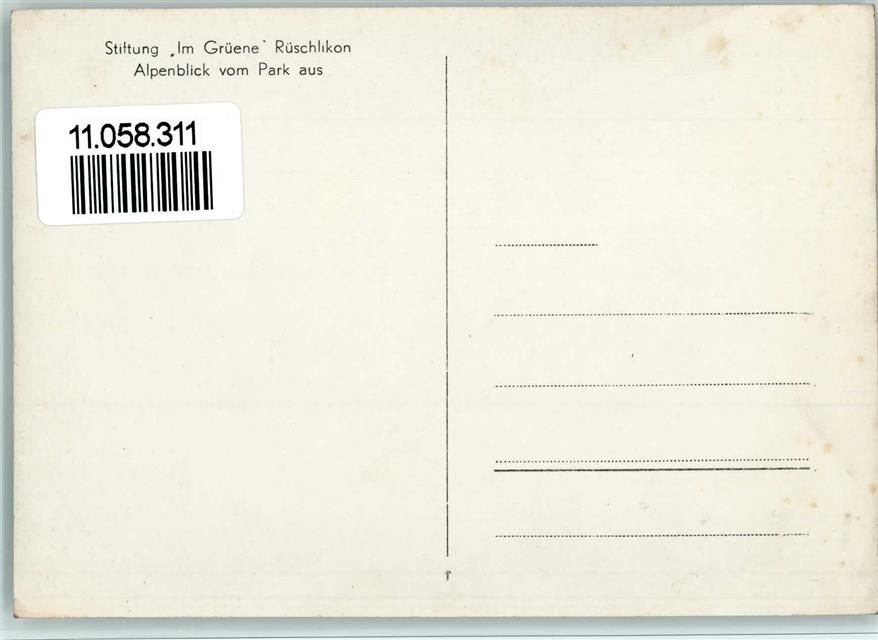 Stiftung „Im Grüene" Rüschlikon
Alpenblick vom Park aus
11.058.311